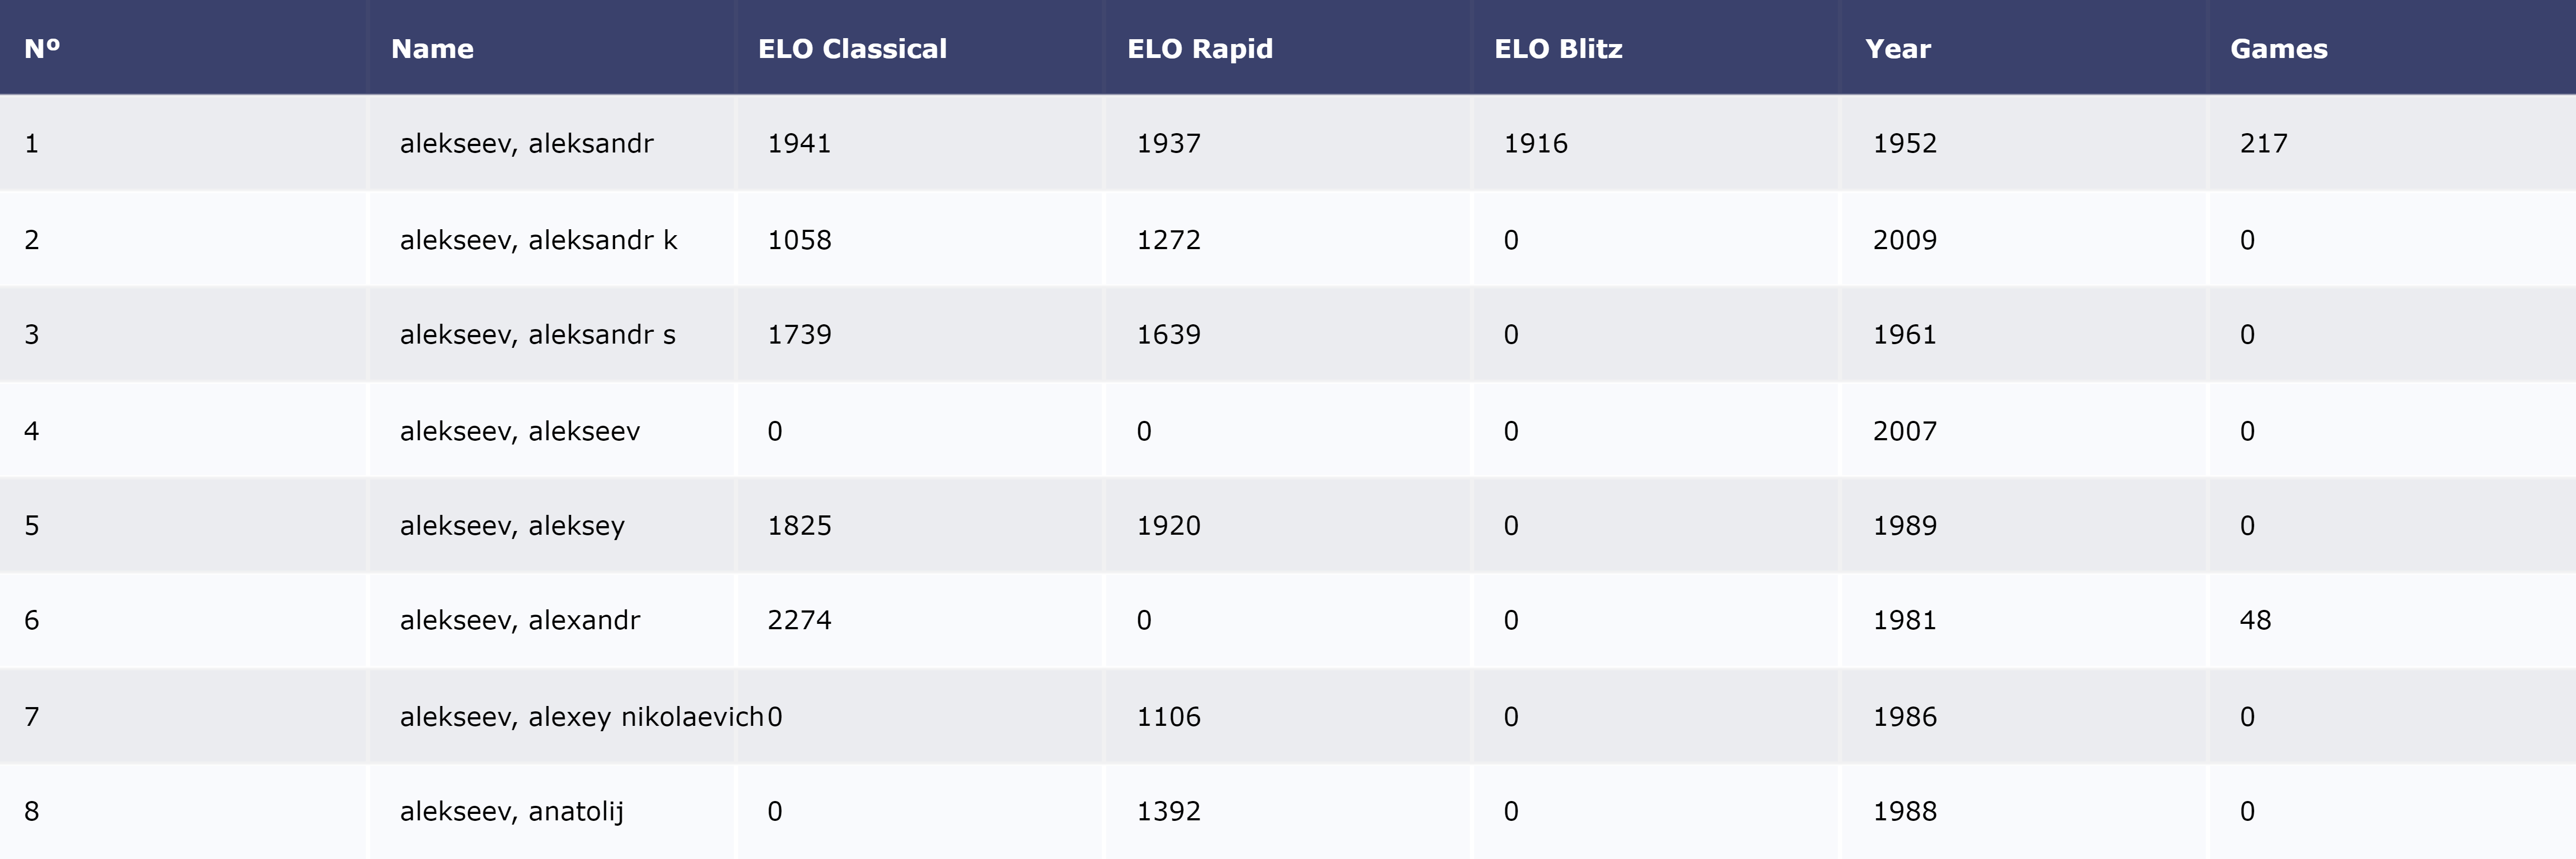 Nº Name ELO Classical ELO Rapid ELO Blitz Year Games
1 alekseev, aleksandr 1941 1937 1916 1952 217
2 alekseev, aleksandr k 1058 1272 0 2009 0
3 alekseev, aleksandr s 1739 1639 0 1961 0
4 alekseev, alekseev 0 0 0 2007 0
5 alekseev, aleksey 1825 1920 0 1989 0
6 alekseev, alexandr 2274 0 0 1981 48
7 alekseev, alexey nikolaevich 0 1106 0 1986 0
8 alekseev, anatolij 0 1392 0 1988 0